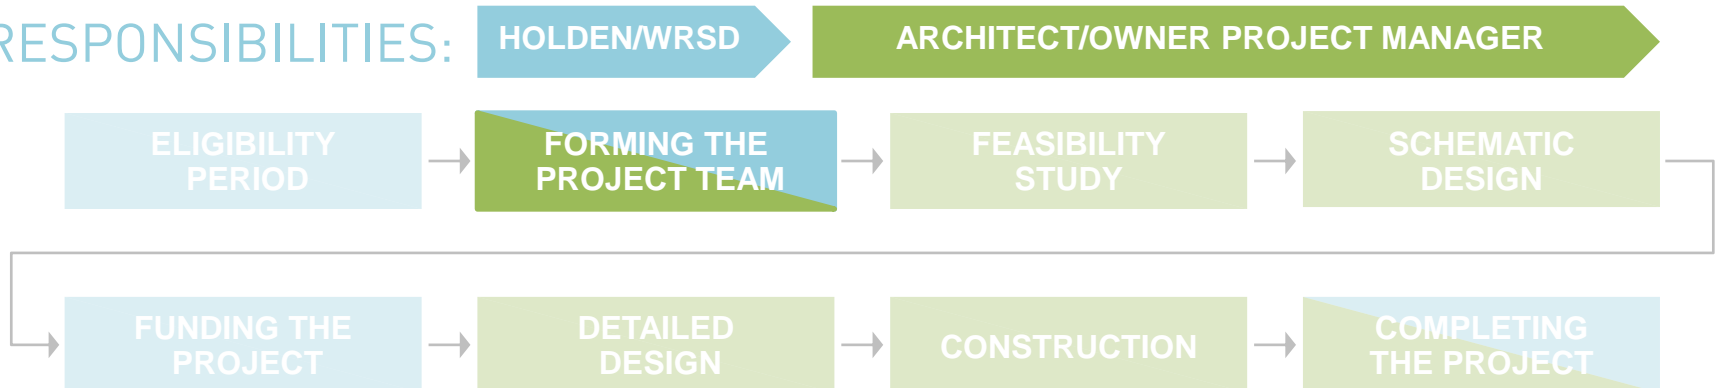 RESPONSIBILITIES:
HOLDEN/WRSD
ARCHITECT/OWNER PROJECT MANAGER
ELIGIBILITY
PERIOD
FORMING THE
PROJECT TEAM
FEASIBILITY
STUDY
SCHEMATIC
DESIGN
FUNDING THE
PROJECT
DETAILED
DESIGN
CONSTRUCTION
COMPLETING
THE PROJECT